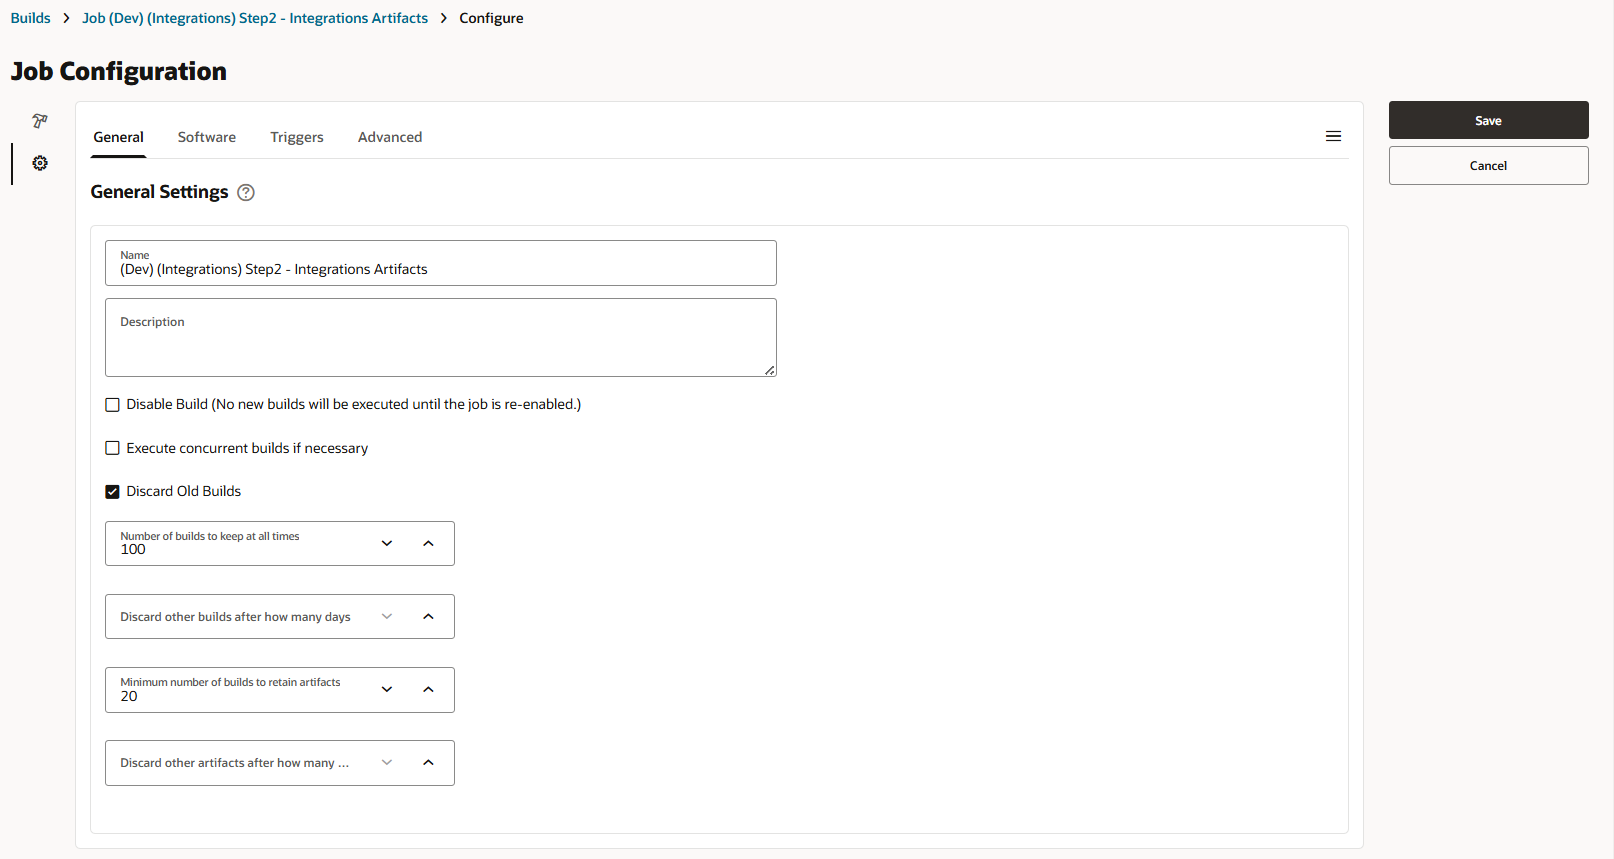 Builds > Job (Dev) (Integrations) Step2 - Integrations Artifacts > Configure
Job Configuration
General Software Triggers Advanced
Save
Cancel
General Settings ?
Name
(Dev) (Integrations) Step2 - Integrations Artifacts
Description
Disable Build (No new builds will be executed until the job is re-enabled.)
Execute concurrent builds if necessary
Discard Old Builds
Number of builds to keep at all times
100
Discard other builds after how many days
Minimum number of builds to retain artifacts
20
Discard other artifacts after how many ...